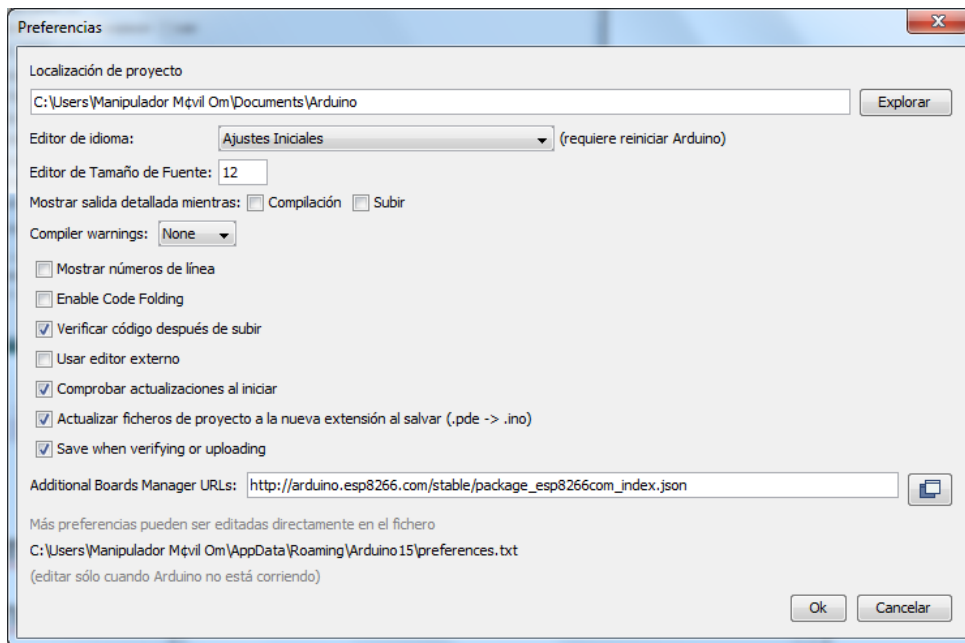 Preferencias
Localización de proyecto
C:\Users\Manipulador M¢vil Om\Documents\Arduino
Explorar
Editor de idioma: Ajustes Iniciales (requiere reiniciar Arduino)
Editor de Tamaño de Fuente: 12
Mostrar salida detallada mientras: Compilación Subir
Compiler warnings: None
Mostrar números de línea
Enable Code Folding
Verificar código después de subir
Usar editor externo
Comprobar actualizaciones al iniciar
Actualizar ficheros de proyecto a la nueva extensión al salvar (.pde -> .ino)
Save when verifying or uploading
Additional Boards Manager URLs: http://arduino.esp8266.com/stable/package_esp8266com_index.json
Más preferencias pueden ser editadas directamente en el fichero
C:\Users\Manipulador M¢vil Om\AppData\Roaming\Arduino15\preferences.txt
(editar sólo cuando Arduino no está corriendo)
Ok Cancelar